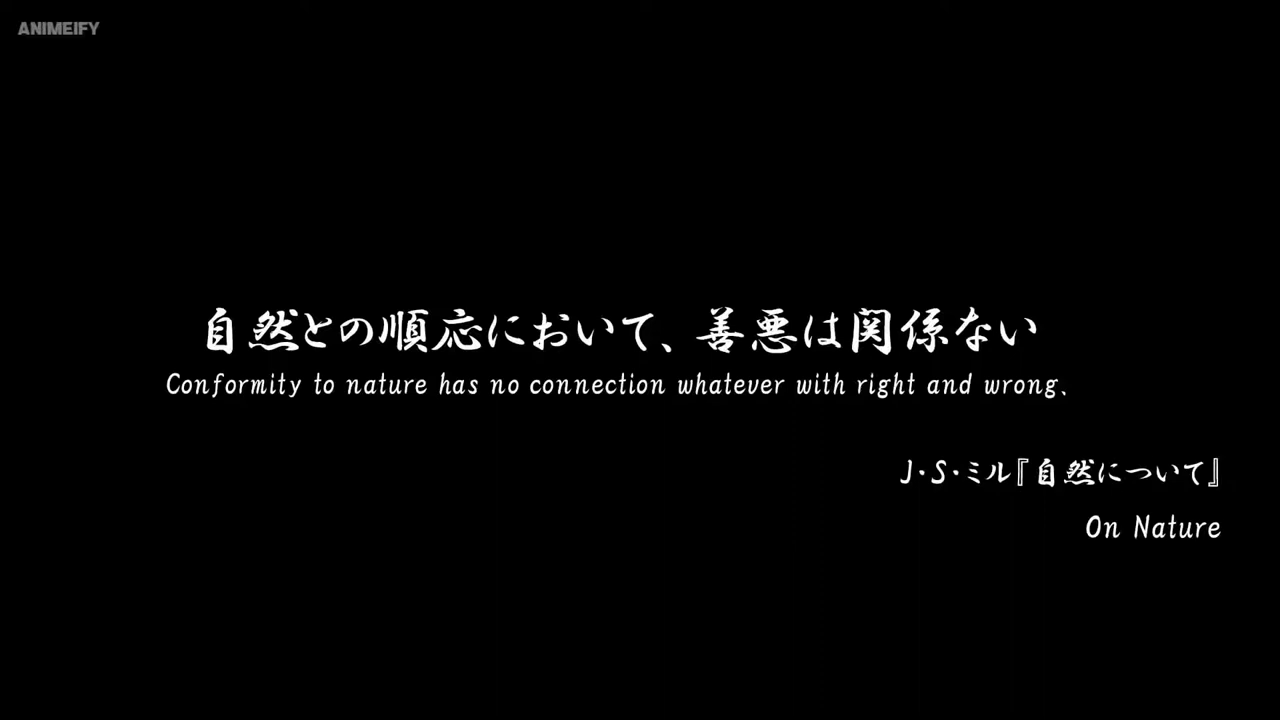 ANIMEIFY
自然との順応において、善悪は関係ない
Conformity to nature has no connection whatever with right and wrong.
J・S・ミル『自然について』
On Nature